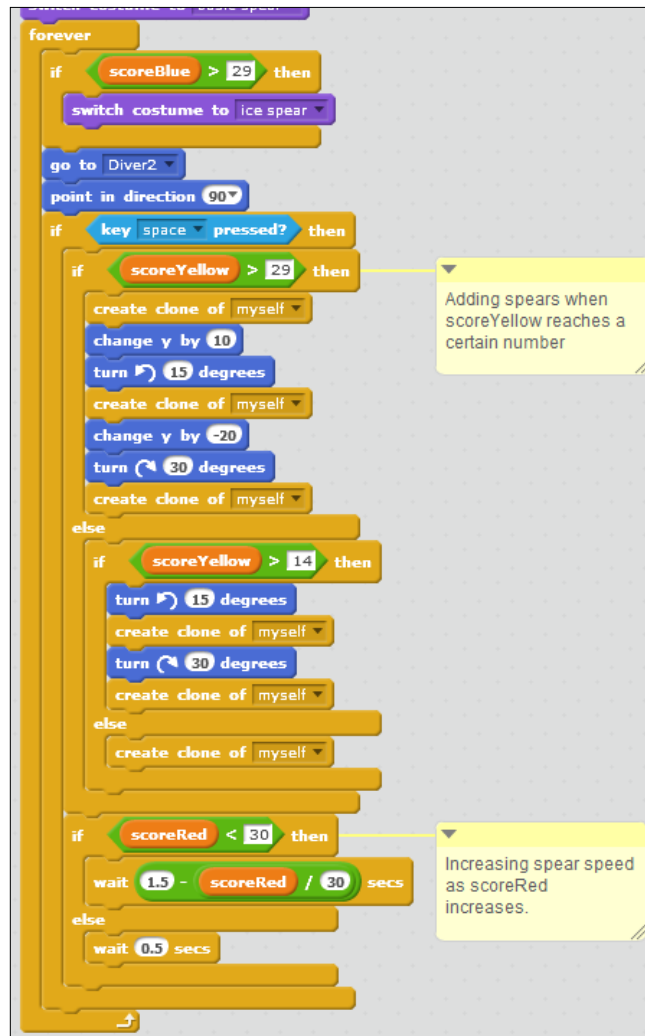 switch costume to basic spear
forever
if scoreBlue > 29 then
switch costume to ice spear
go to Diver2
point in direction 90
if key space pressed? then
if scoreYellow > 29 then
create clone of myself
change y by 10
turn 15 degrees
create clone of myself
change y by -20
turn 30 degrees
create clone of myself
else
if scoreYellow > 14 then
turn 15 degrees
create clone of myself
turn 30 degrees
create clone of myself
else
create clone of myself
if scoreRed < 30 then
wait 1.5 - scoreRed / 30 secs
else
wait 0.5 secs
Adding spears when
scoreYellow reaches a
certain number
Increasing spear speed
as scoreRed
increases.